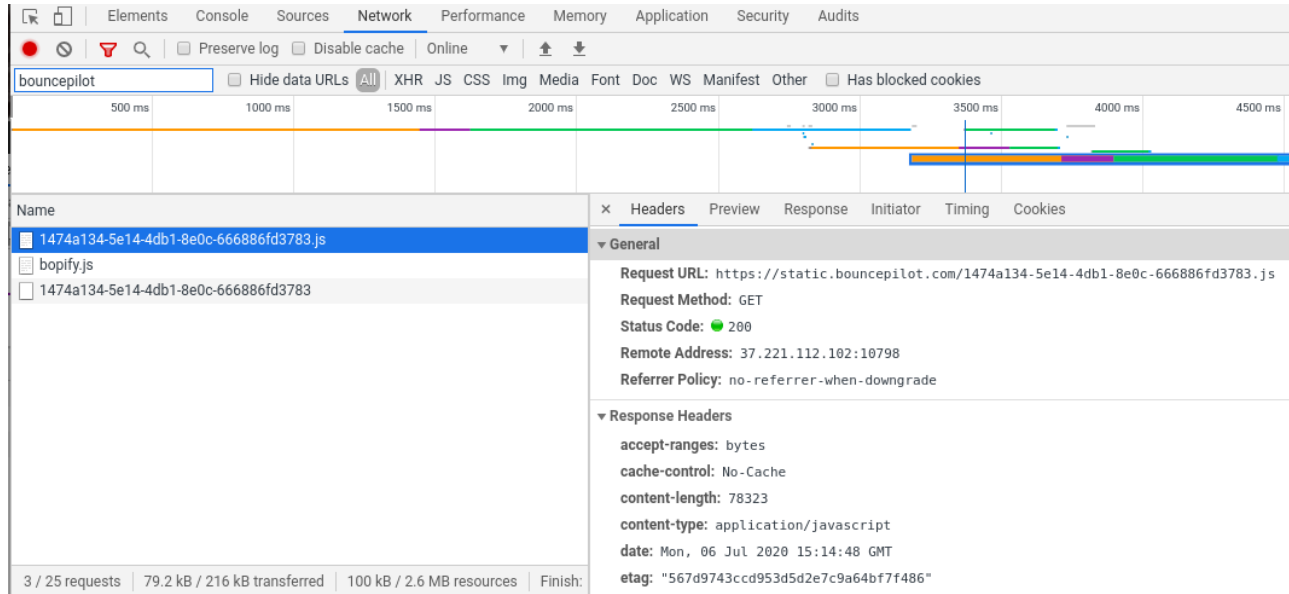 Elements Console Sources Network Performance Memory Application Security Audits
Preserve log Disable cache Online
bouncepilot Hide data URLs All XHR JS CSS Img Media Font Doc WS Manifest Other Has blocked cookies
500 ms 1000 ms 1500 ms 2000 ms 2500 ms 3000 ms 3500 ms 4000 ms 4500 ms
Name
1474a134-5e14-4db1-8e0c-666886fd3783.js
bopify.js
1474a134-5e14-4db1-8e0c-666886fd3783
3 / 25 requests 79.2 kB / 216 kB transferred 100 kB / 2.6 MB resources Finish:
× Headers Preview Response Initiator Timing Cookies
General
Request URL: https://static.bouncepilot.com/1474a134-5e14-4db1-8e0c-666886fd3783.js
Request Method: GET
Status Code: 200
Remote Address: 37.221.112.102:10798
Referrer Policy: no-referrer-when-downgrade
Response Headers
accept-ranges: bytes
cache-control: No-Cache
content-length: 78323
content-type: application/javascript
date: Mon, 06 Jul 2020 15:14:48 GMT
etag: "567d9743ccd953d5d2e7c9a64bf7f486"